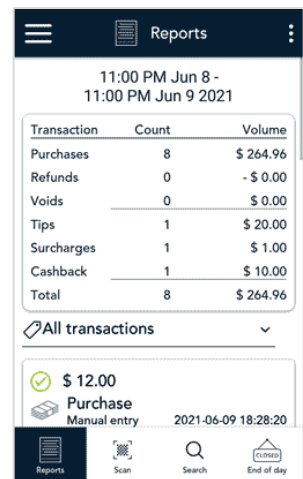 Reports
11:00 PM Jun 8 -
11:00 PM Jun 9 2021
Transaction Count Volume
Purchases 8 $ 264.96
Refunds 0 - $ 0.00
Voids 0 $ 0.00
Tips 1 $ 20.00
Surcharges 1 $ 1.00
Cashback 1 $ 10.00
Total 8 $ 264.96
All transactions
$ 12.00
Purchase
Manual entry 2021-06-09 18:28:20
CLOSED
Reports Scan Search End of day